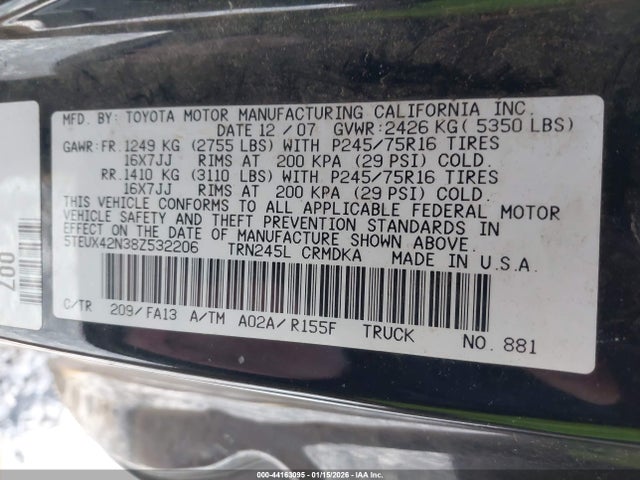 MFD. BY: TOYOTA MOTOR MANUFACTURING CALIFORNIA INC.
DATE 12 / 07 GVWR: 2426 KG ( 5350 LBS)
GAWR: FR. 1249 KG (2755 LBS) WITH P245/75R16 TIRES
16X7JJ RIMS AT 200 KPA (29 PSI) COLD.
RR. 1410 KG (3110 LBS) WITH P245/75R16 TIRES
16X7JJ RIMS AT 200 KPA (29 PSI) COLD.
THIS VEHICLE CONFORMS TO ALL APPLICABLE FEDERAL MOTOR
VEHICLE SAFETY AND THEFT PREVENTION STANDARDS IN
EFFECT ON THE DATE OF MANUFACTURE SHOWN ABOVE.
5TEUX42N38Z532206 TRN245L CRMDKA MADE IN U.S.A.
C/TR 209/FA13 A/TM A02A/R155F TRUCK NO. 881
007
000-44163095 - 01/15/2026 - IAA Inc.